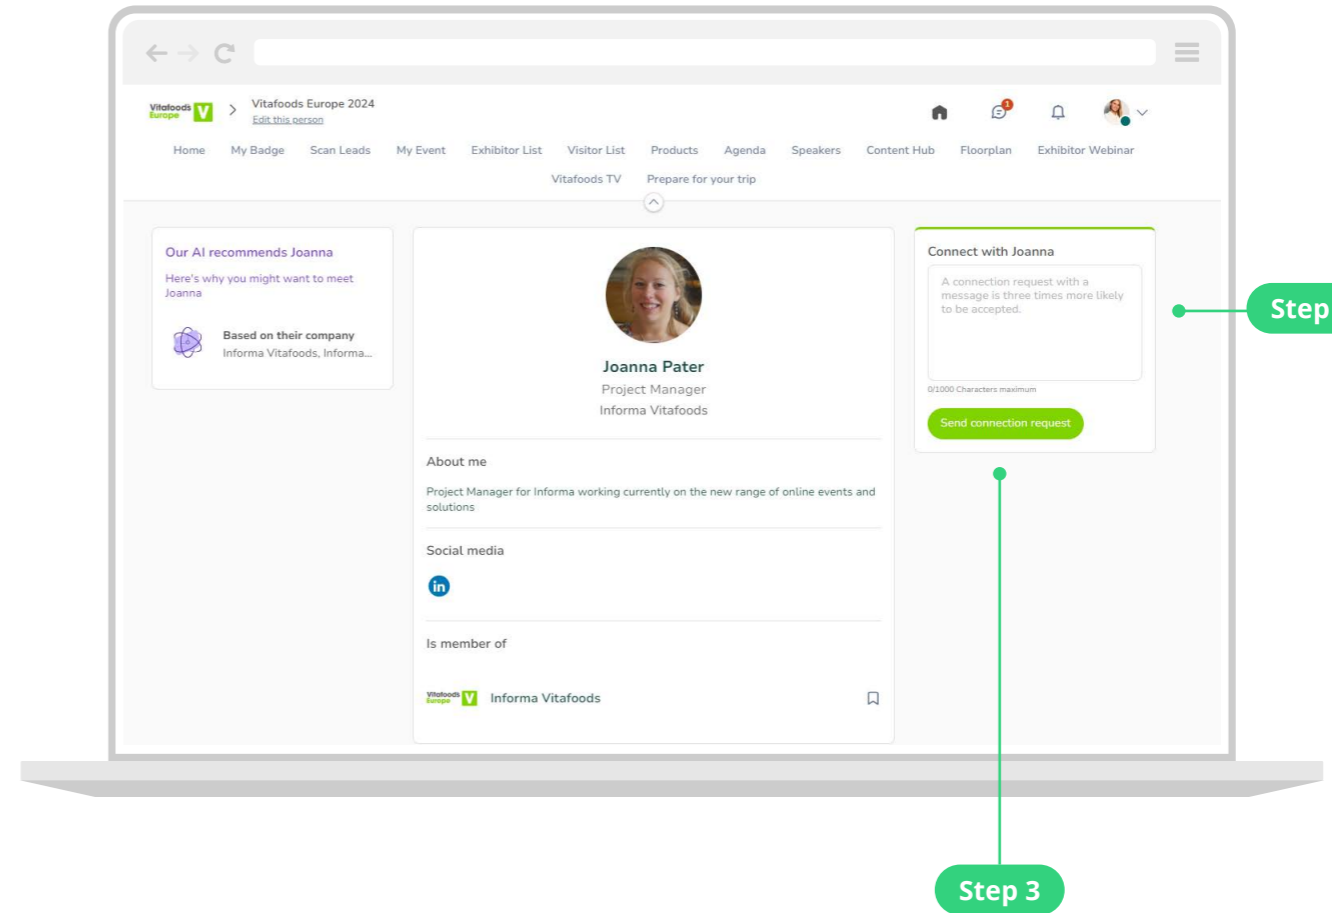 Vitafoods
Europe
V
Vitafoods Europe 2024
Edit this person
1
Home My Badge Scan Leads My Event Exhibitor List Visitor List Products Agenda Speakers Content Hub Floorplan Exhibitor Webinar
Vitafoods TV Prepare for your trip
Our AI recommends Joanna
Here's why you might want to meet
Joanna
Based on their company
Informa Vitafoods, Informa...
Joanna Pater
Project Manager
Informa Vitafoods
About me
Project Manager for Informa working currently on the new range of online events and
solutions
Social media
in
Is member of
Vitafoods
Europe
V
Informa Vitafoods
Connect with Joanna
A connection request with a
message is three times more likely
to be accepted.
0/1000 Characters maximum
Send connection request
Step
Step 3